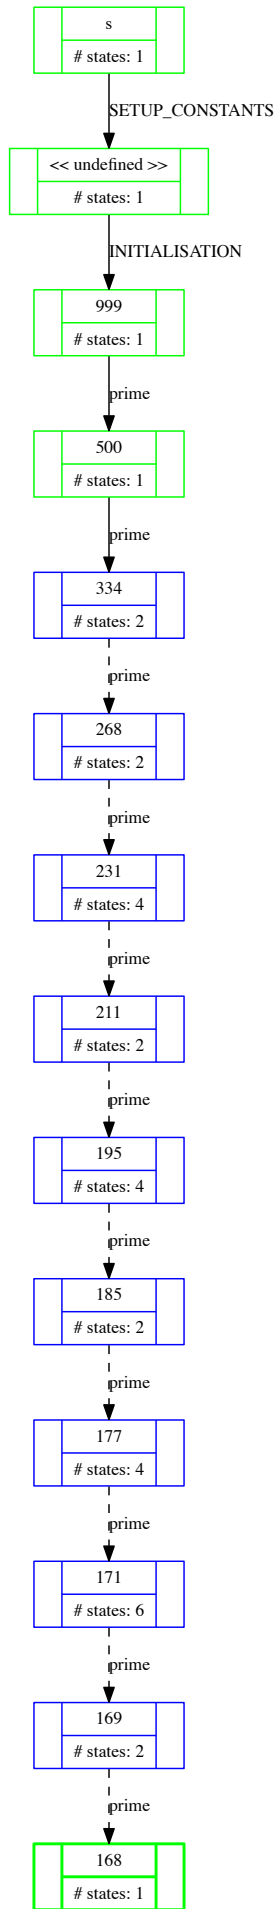 s
# states: 1
SETUP_CONSTANTS
<< undefined >>
# states: 1
INITIALISATION
999
# states: 1
prime
500
# states: 1
prime
334
# states: 2
prime
268
# states: 2
prime
231
# states: 4
prime
211
# states: 2
prime
195
# states: 4
prime
185
# states: 2
prime
177
# states: 4
prime
171
# states: 6
prime
169
# states: 2
prime
168
# states: 1